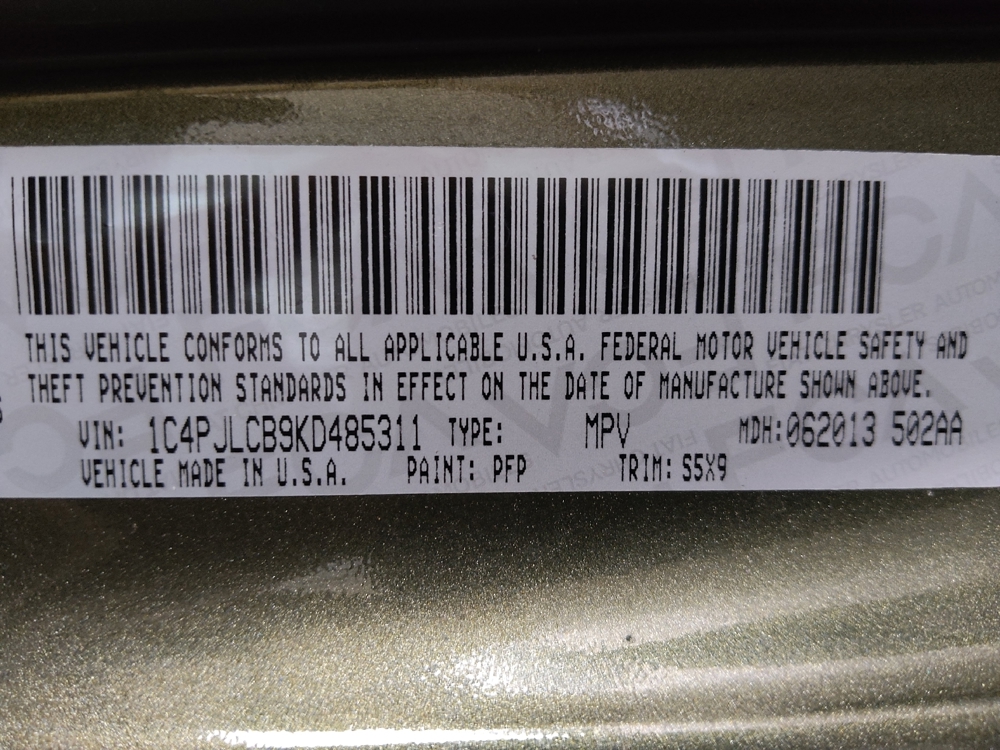 THIS VEHICLE CONFORMS TO ALL APPLICABLE U.S.A. FEDERAL MOTOR VEHICLE SAFETY AND
THEFT PREVENTION STANDARDS IN EFFECT ON THE DATE OF MANUFACTURE SHOWN ABOVE.
VIN: 1C4PJLCB9KD485311 TYPE: MPV MDH:062013 502AA
VEHICLE MADE IN U.S.A. PAINT: PFP TRIM: S5X9